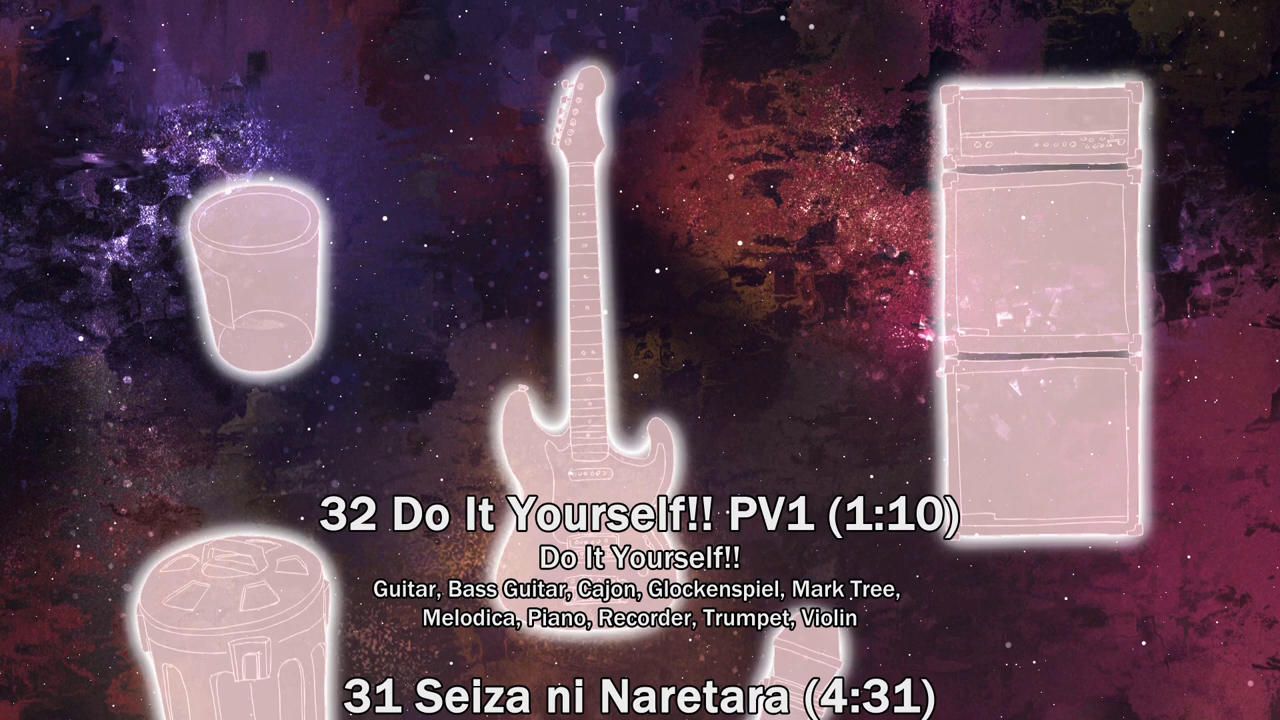 32 Do It Yourself!! PV1 (1:10)
Do It Yourself!!
Guitar, Bass Guitar, Cajon, Glockenspiel, Mark Tree,
Melodica, Piano, Recorder, Trumpet, Violin
31 Seiza ni Naretara (4:31)